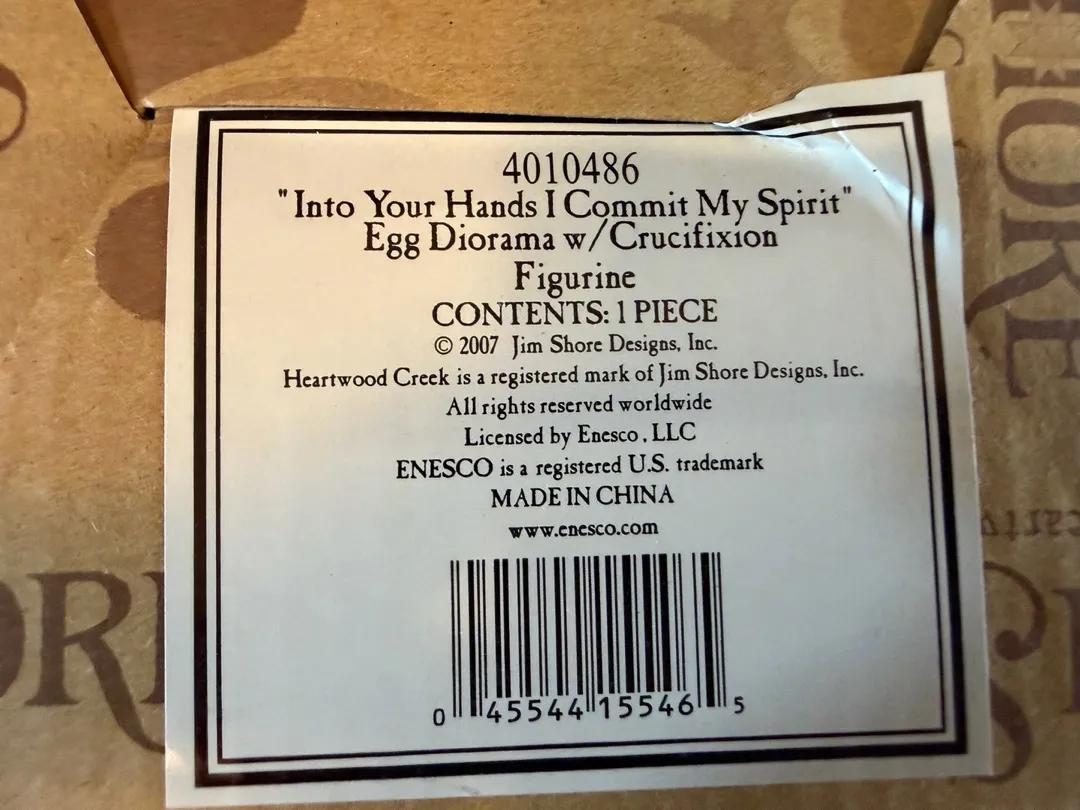 4010486
"Into Your Hands I Commit My Spirit"
Egg Diorama w/Crucifixion
Figurine
CONTENTS: 1 PIECE
© 2007 Jim Shore Designs, Inc.
Heartwood Creek is a registered mark of Jim Shore Designs, Inc.
All rights reserved worldwide
Licensed by Enesco, LLC
ENESCO is a registered U.S. trademark
MADE IN CHINA
www.enesco.com
0 45544 15546 5